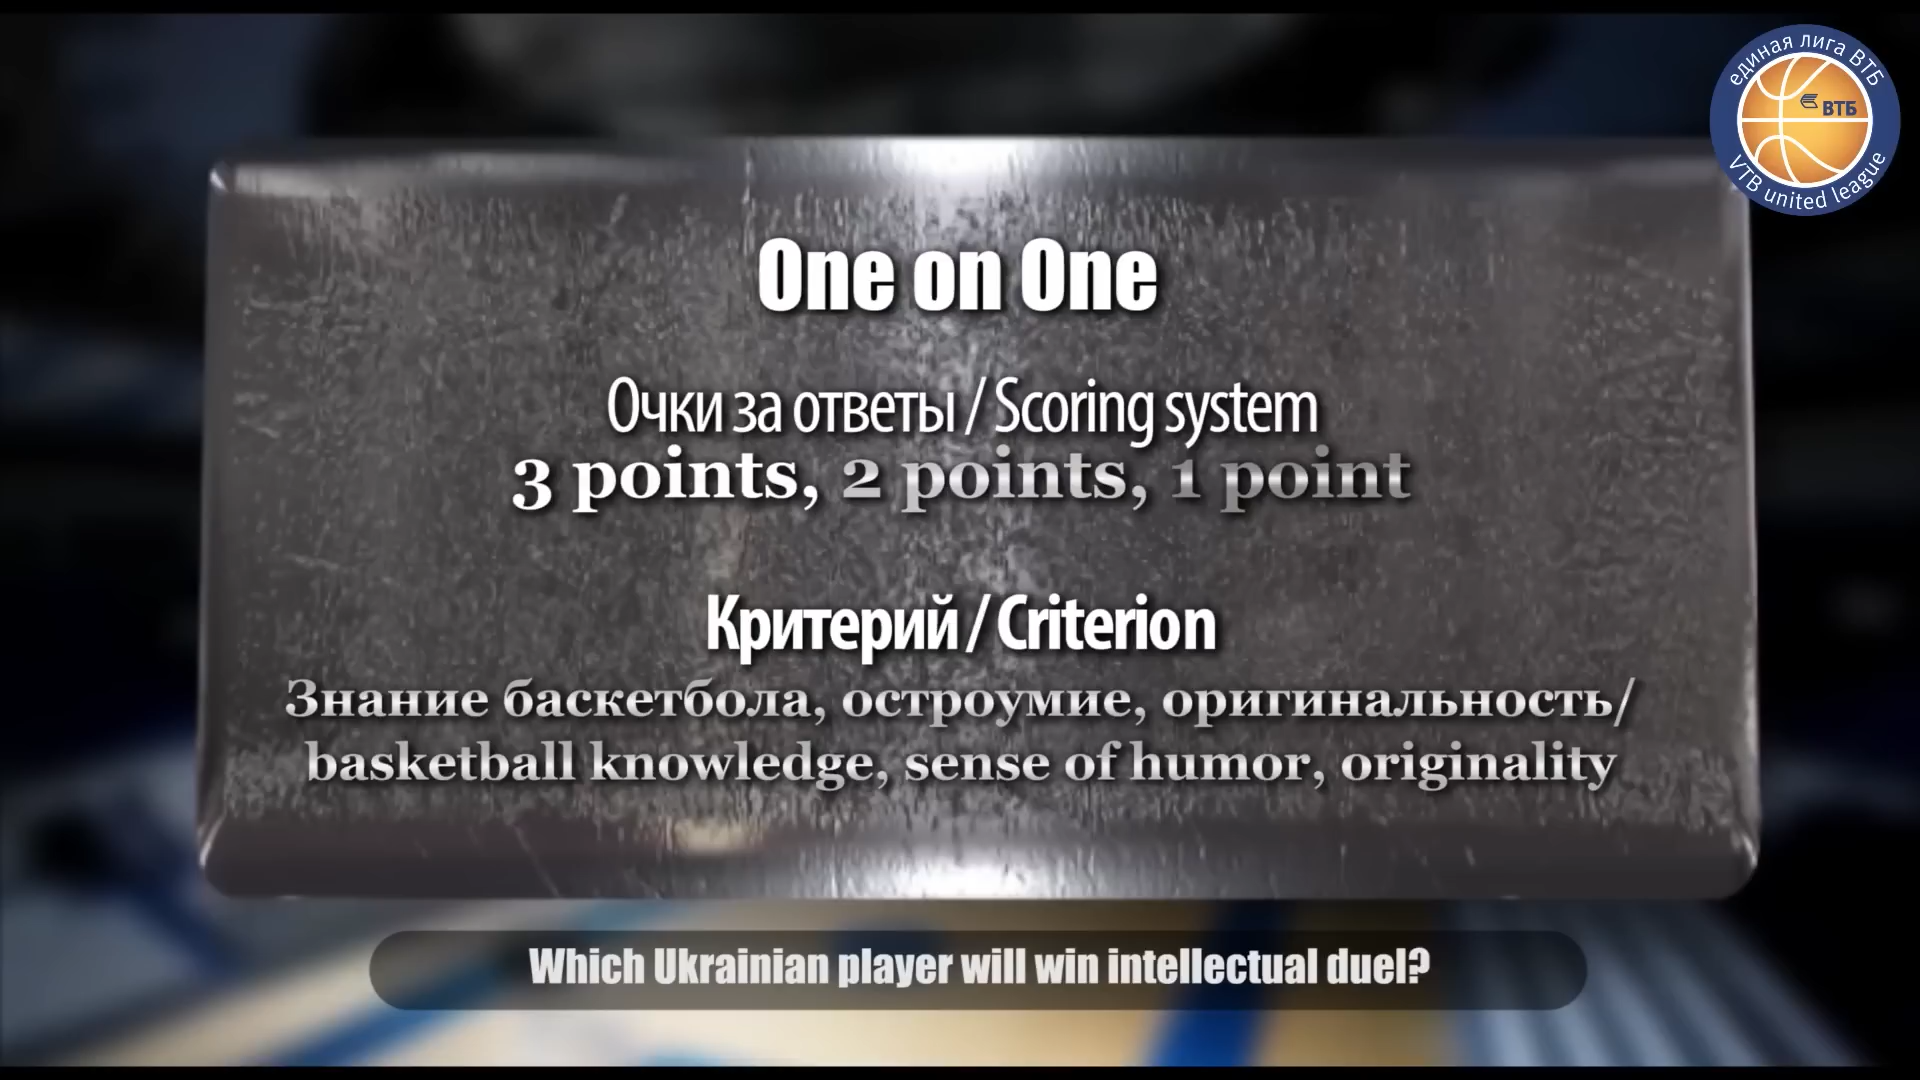 единая лига ВТБ
ВТБ
VTB united league
One on One
Очки за ответы / Scoring system
3 points, 2 points, 1 point
Критерий / Criterion
Знание баскетбола, остроумие, оригинальность/
basketball knowledge, sense of humor, originality
Which Ukrainian player will win intellectual duel?